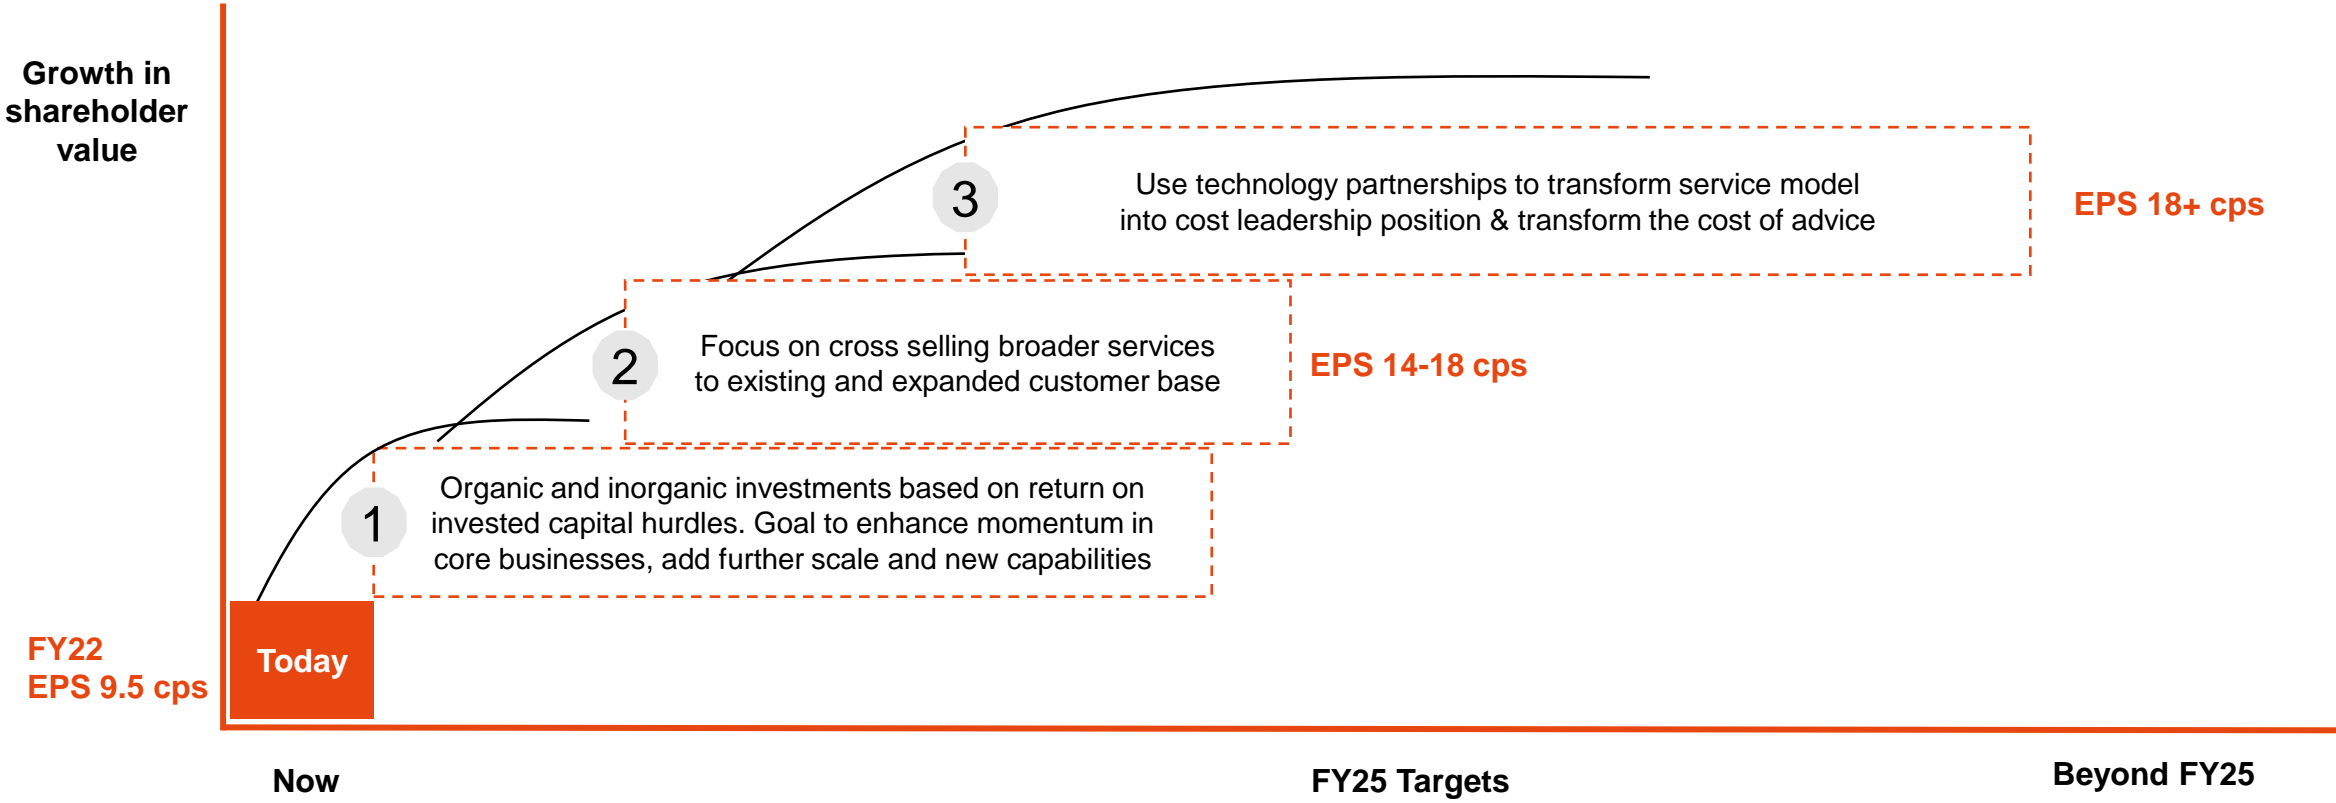 Growth in
shareholder
value
3
Use technology partnerships to transform service model
into cost leadership position & transform the cost of advice
EPS 18+ cps
2
Focus on cross selling broader services
to existing and expanded customer base
EPS 14-18 cps
1
Organic and inorganic investments based on return on
invested capital hurdles. Goal to enhance momentum in
core businesses, add further scale and new capabilities
FY22
EPS 9.5 cps
Today
Now
FY25 Targets
Beyond FY25